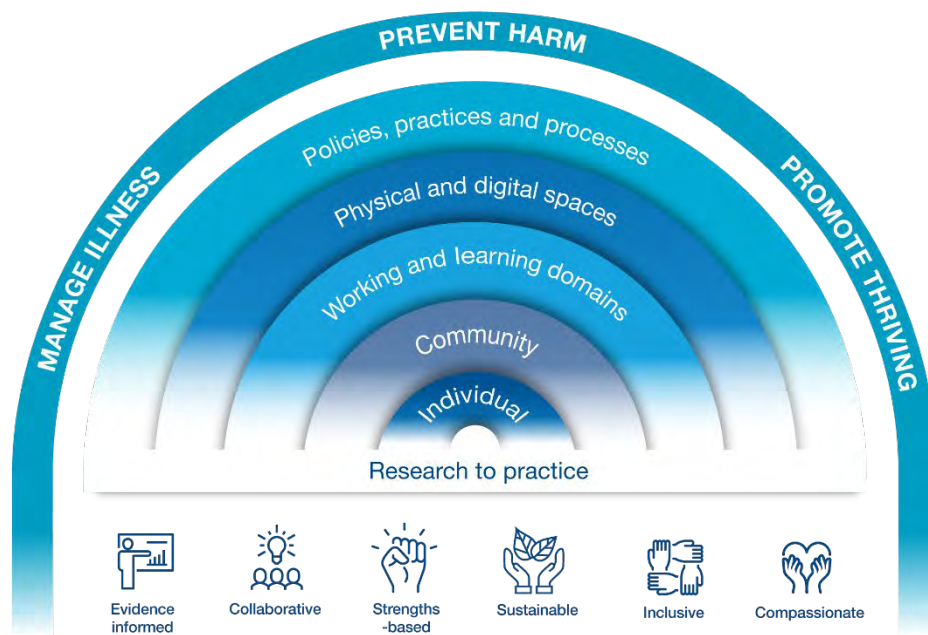 PREVENT HARM
MANAGE ILLNESS
PROMOTE THRIVING
Policies, practices and processes
Physical and digital spaces
Working and learning domains
Community
Individual
Research to practice
Evidence
informed
Collaborative
Strengths
-based
Sustainable
Inclusive
Compassionate